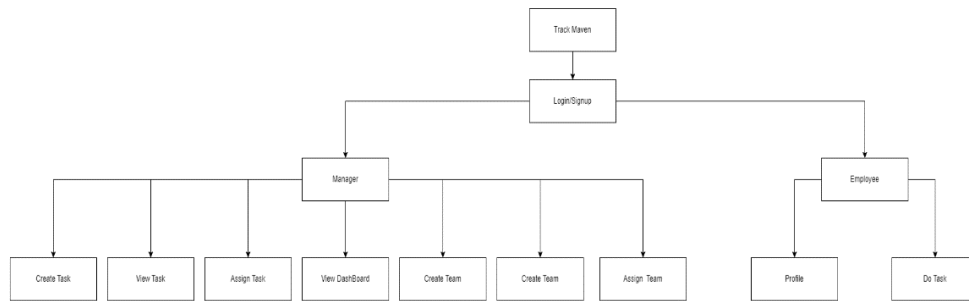 Track Maven
Login/Signup
Manager
Employee
Create Task
View Task
Assign Task
View DashBoard
Create Team
Create Team
Assign Team
Profile
Do Task